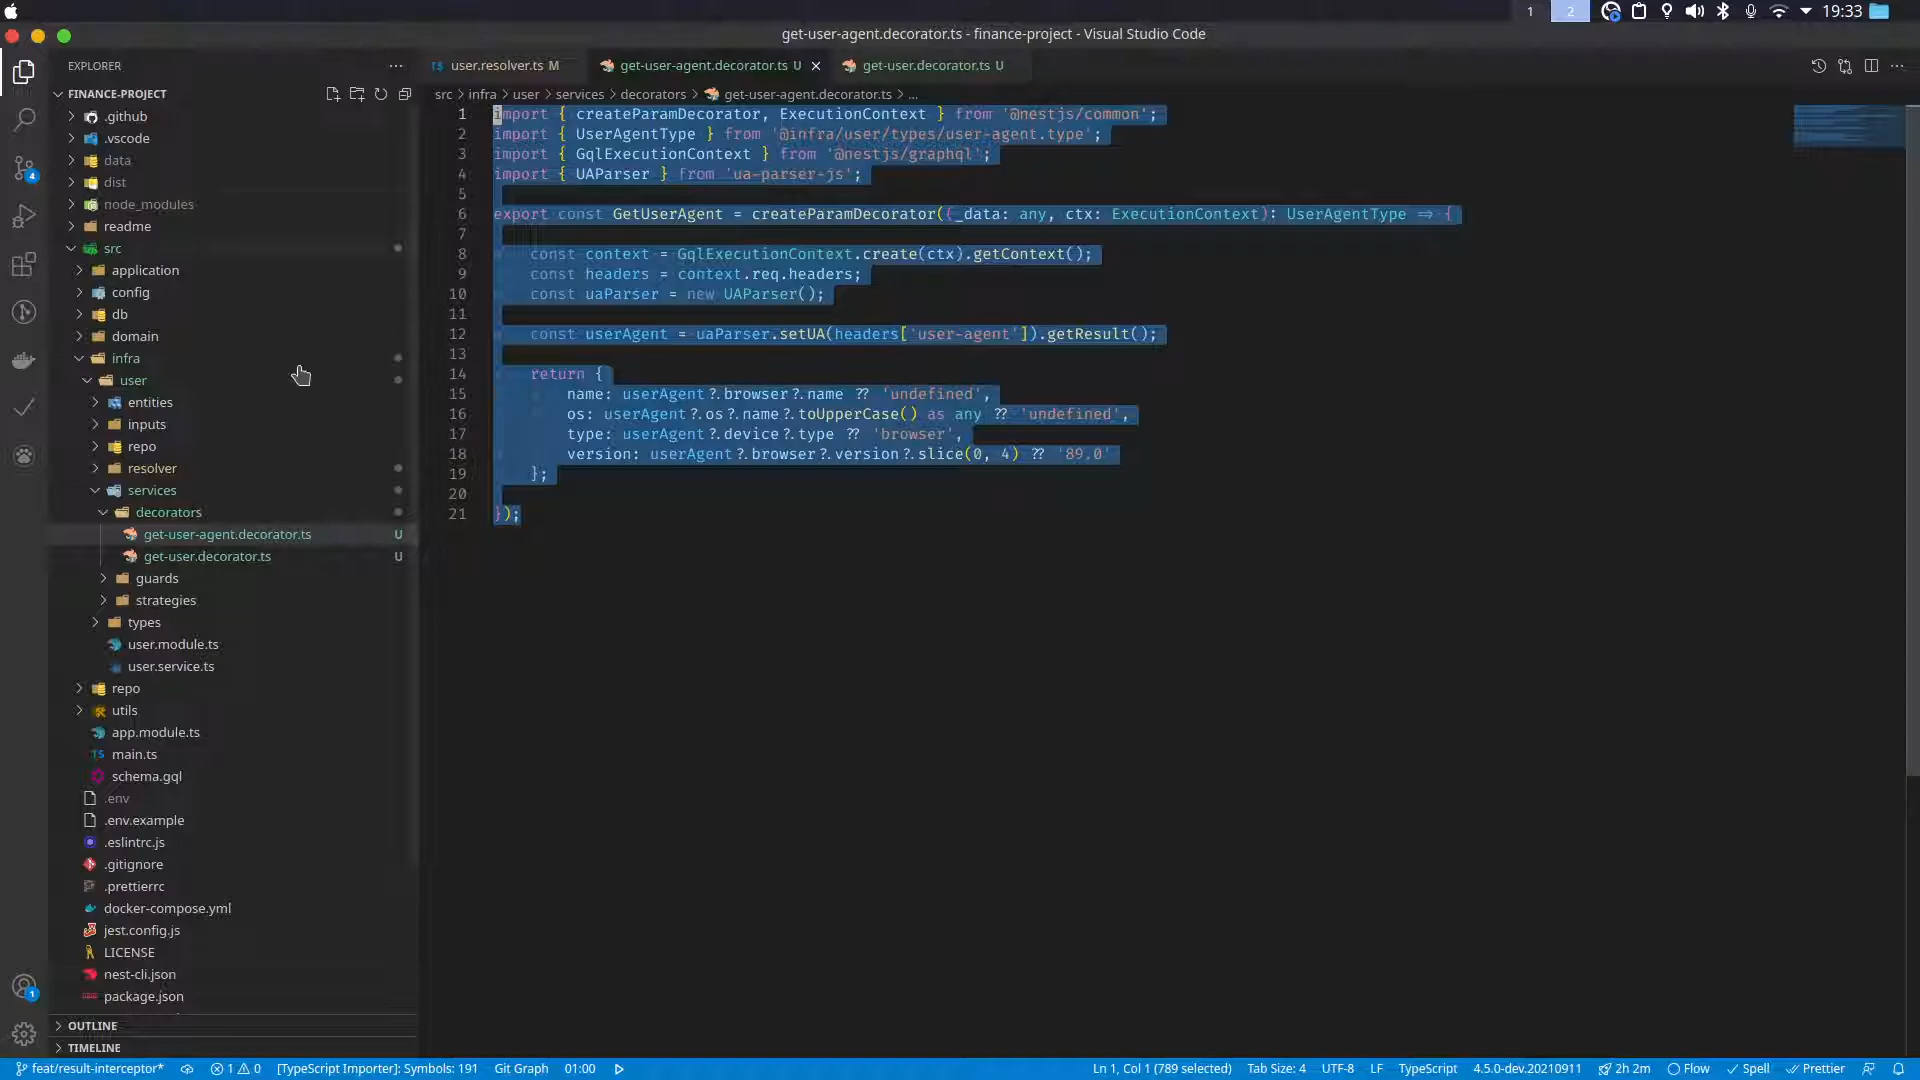 1
2
19:33
get-user-agent.decorator.ts - finance-project - Visual Studio Code
EXPLORER
FINANCE-PROJECT
.github
.vscode
data
dist
node_modules
readme
src
application
config
db
domain
infra
user
entities
inputs
repo
resolver
services
decorators
get-user-agent.decorator.ts U
get-user.decorator.ts U
guards
strategies
types
user.module.ts
user.service.ts
repo
utils
app.module.ts
TS main.ts
schema.gql
.env
.env.example
.eslintrc.js
.gitignore
.prettierrc
docker-compose.yml
jest.config.js
LICENSE
nest-cli.json
package.json
OUTLINE
TIMELINE
4
1
TS user.resolver.ts M
get-user-agent.decorator.ts U
get-user.decorator.ts U
src > infra > user > services > decorators > get-user-agent.decorator.ts > ...
1 import { createParamDecorator, ExecutionContext } from '@nestjs/common';
2 import { UserAgentType } from '@infra/user/types/user-agent.type';
3 import { GqlExecutionContext } from '@nestjs/graphql';
4 import { UAParser } from 'ua-parser-js';
5
6 export const GetUserAgent = createParamDecorator((_data: any, ctx: ExecutionContext): UserAgentType => {
7
8 const context = GqlExecutionContext.create(ctx).getContext();
9 const headers = context.req.headers;
10 const uaParser = new UAParser();
11
12 const userAgent = uaParser.setUA(headers['user-agent']).getResult();
13
14 return {
15 name: userAgent?.browser?.name ?? 'undefined',
16 os: userAgent?.os?.name?.toUpperCase() as any ?? 'undefined',
17 type: userAgent?.device?.type ?? 'browser',
18 version: userAgent?.browser?.version?.slice(0, 4) ?? '89.0'
19 };
20
21 });
feat/result-interceptor* 1 0 [TypeScript Importer]: Symbols: 191 Git Graph 01:00 Ln 1, Col 1 (789 selected) Tab Size: 4 UTF-8 LF TypeScript 4.5.0-dev.20210911 2h 2m Flow Spell Prettier